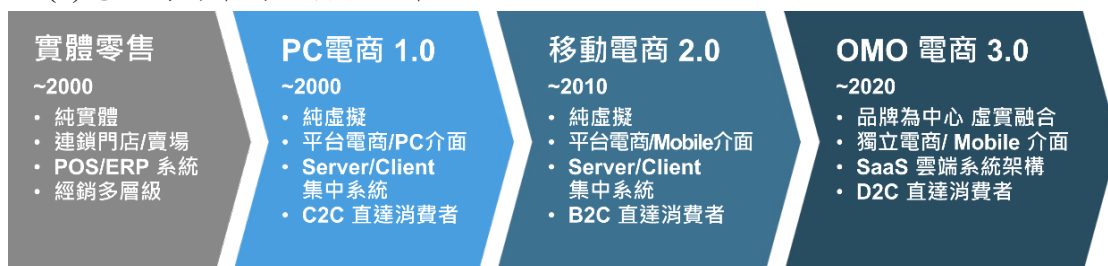 實體零售
~2000
• 純實體
• 連鎖門店/賣場
• POS/ERP 系統
• 經銷多層級
PC電商 1.0
~2000
• 純虛擬
• 平台電商/PC介面
• Server/Client
集中系統
• C2C 直達消費者
移動電商 2.0
~2010
• 純虛擬
• 平台電商/Mobile介面
• Server/Client
集中系統
• B2C 直達消費者
OMO 電商 3.0
~2020
• 品牌為中心 虛實融合
• 獨立電商/ Mobile 介面
• SaaS 雲端系統架構
• D2C 直達消費者